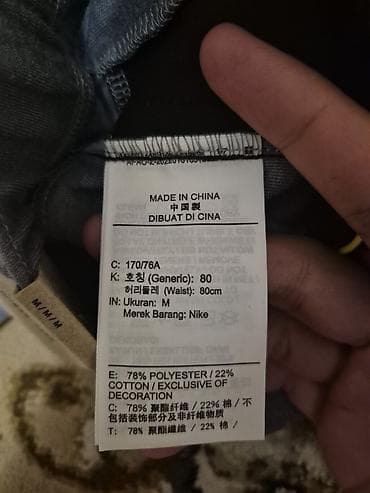 MADE IN CHINA
中国製
DIBUAT DI CINA
C: 170/76A
K: 호칭 (Generic): 80
허리둘레 (Waist): 80cm
IN: Ukuran: M
Merek Barang: Nike
E: 78% POLYESTER / 22%
COTTON / EXCLUSIVE OF
DECORATION
C: 78% 聚酯纤维 / 22% 棉 / 不
包括装饰部分及非纤维物质
T: 78% 聚酯纖維 / 22% 棉 /
M/M/M